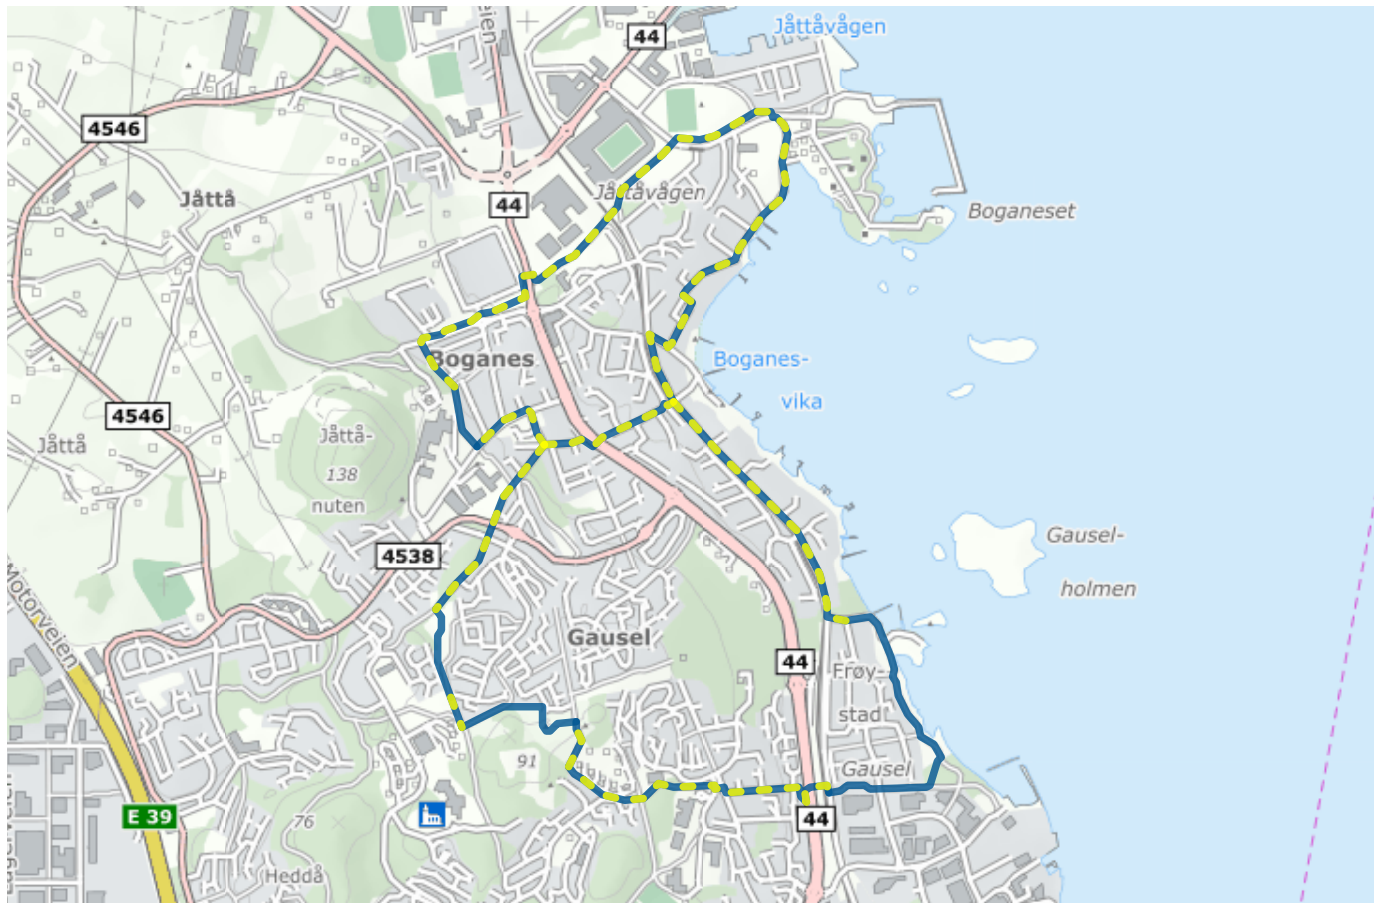 Jåttåvågen
44
4546
Jåttå
44
Jåttåvågen
Boganeset
Boganes
Boganes-
vika
4546
Jåttå
Jåttå-
138
nuten
Gausel-
holmen
4538
Motorveien
Gausel
44
Frøy-
stad
91
Gausel
E 39
76
44
Heddå